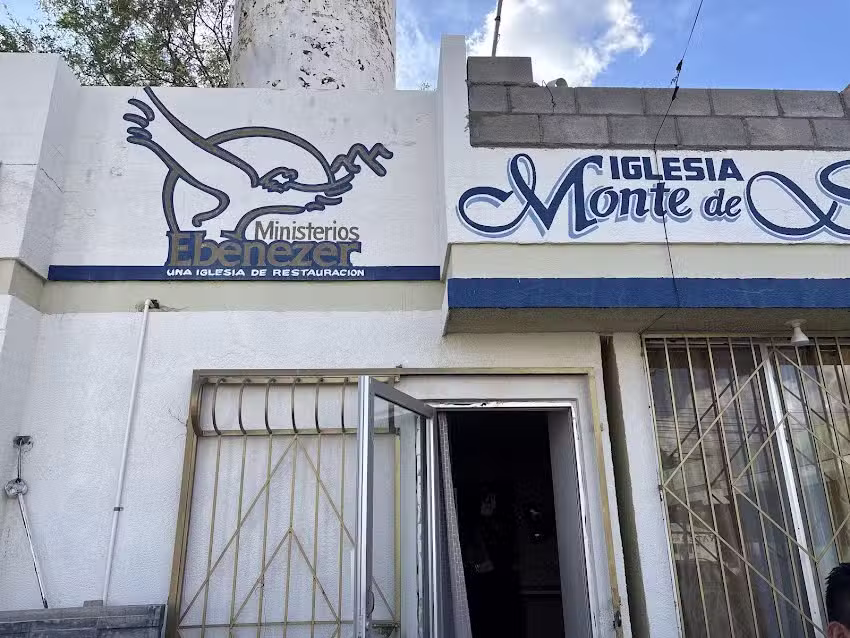 Ministerios
Ebenezer
UNA IGLESIA DE RESTAURACION
IGLESIA
Monte de